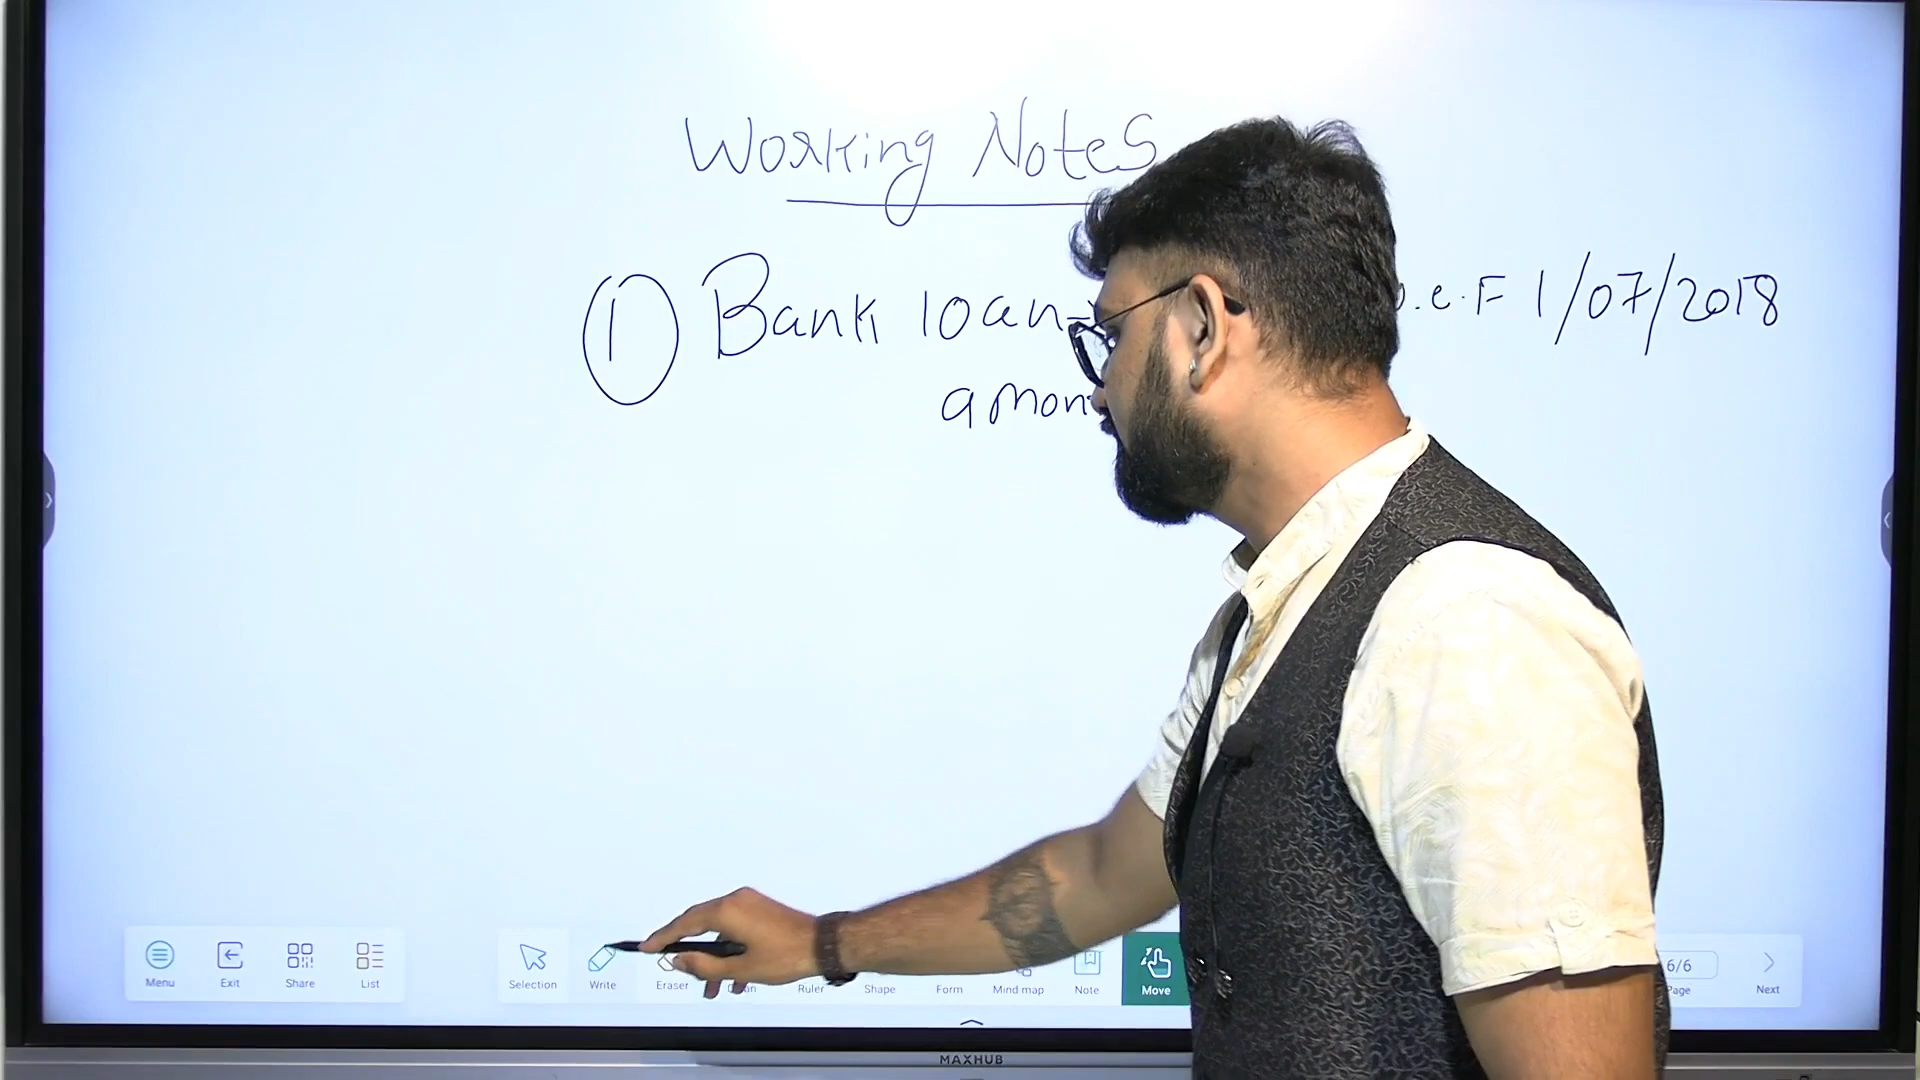 Working Notes
① Bank loan .e.F 1/07/2018
amon
Menu Exit Share List Selection Write Eraser Ruler Shape Form Mind map Note Move 6/6 Page Next
MAXHUB